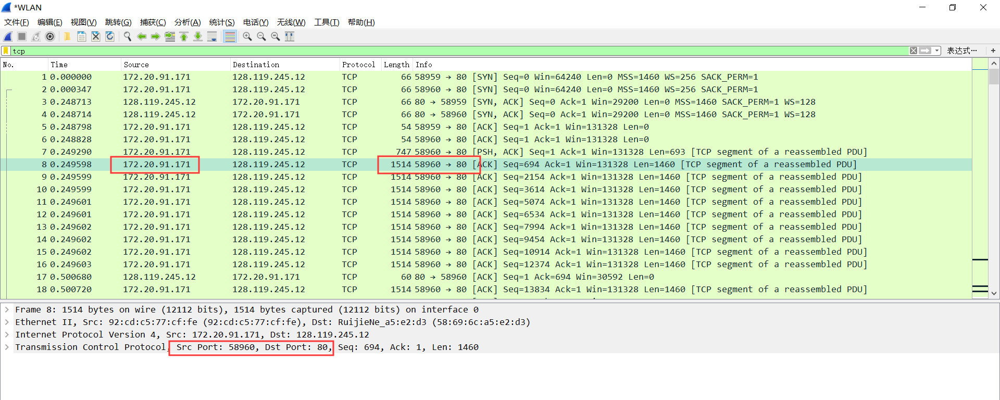 *WLAN
文件(F) 编辑(E) 视图(V) 跳转(G) 捕获(C) 分析(A) 统计(S) 电话(Y) 无线(W) 工具(T) 帮助(H)
tcp 表达式… +
No. Time Source Destination Protocol Length Info
1 0.000000 172.20.91.171 128.119.245.12 TCP 66 58959 → 80 [SYN] Seq=0 Win=64240 Len=0 MSS=1460 WS=256 SACK_PERM=1
2 0.000347 172.20.91.171 128.119.245.12 TCP 66 58960 → 80 [SYN] Seq=0 Win=64240 Len=0 MSS=1460 WS=256 SACK_PERM=1
3 0.248713 128.119.245.12 172.20.91.171 TCP 66 80 → 58959 [SYN, ACK] Seq=0 Ack=1 Win=29200 Len=0 MSS=1460 SACK_PERM=1 WS=128
4 0.248714 128.119.245.12 172.20.91.171 TCP 66 80 → 58960 [SYN, ACK] Seq=0 Ack=1 Win=29200 Len=0 MSS=1460 SACK_PERM=1 WS=128
5 0.248798 172.20.91.171 128.119.245.12 TCP 54 58959 → 80 [ACK] Seq=1 Ack=1 Win=131328 Len=0
6 0.248828 172.20.91.171 128.119.245.12 TCP 54 58960 → 80 [ACK] Seq=1 Ack=1 Win=131328 Len=0
7 0.249290 172.20.91.171 128.119.245.12 TCP 747 58960 → 80 [PSH, ACK] Seq=1 Ack=1 Win=131328 Len=693 [TCP segment of a reassembled PDU]
8 0.249598 172.20.91.171 128.119.245.12 TCP 1514 58960 → 80 [ACK] Seq=694 Ack=1 Win=131328 Len=1460 [TCP segment of a reassembled PDU]
9 0.249599 172.20.91.171 128.119.245.12 TCP 1514 58960 → 80 [ACK] Seq=2154 Ack=1 Win=131328 Len=1460 [TCP segment of a reassembled PDU]
10 0.249599 172.20.91.171 128.119.245.12 TCP 1514 58960 → 80 [ACK] Seq=3614 Ack=1 Win=131328 Len=1460 [TCP segment of a reassembled PDU]
11 0.249601 172.20.91.171 128.119.245.12 TCP 1514 58960 → 80 [ACK] Seq=5074 Ack=1 Win=131328 Len=1460 [TCP segment of a reassembled PDU]
12 0.249601 172.20.91.171 128.119.245.12 TCP 1514 58960 → 80 [ACK] Seq=6534 Ack=1 Win=131328 Len=1460 [TCP segment of a reassembled PDU]
13 0.249602 172.20.91.171 128.119.245.12 TCP 1514 58960 → 80 [ACK] Seq=7994 Ack=1 Win=131328 Len=1460 [TCP segment of a reassembled PDU]
14 0.249602 172.20.91.171 128.119.245.12 TCP 1514 58960 → 80 [ACK] Seq=9454 Ack=1 Win=131328 Len=1460 [TCP segment of a reassembled PDU]
15 0.249602 172.20.91.171 128.119.245.12 TCP 1514 58960 → 80 [ACK] Seq=10914 Ack=1 Win=131328 Len=1460 [TCP segment of a reassembled PDU]
16 0.249603 172.20.91.171 128.119.245.12 TCP 1514 58960 → 80 [ACK] Seq=12374 Ack=1 Win=131328 Len=1460 [TCP segment of a reassembled PDU]
17 0.500680 128.119.245.12 172.20.91.171 TCP 60 80 → 58960 [ACK] Seq=1 Ack=694 Win=30592 Len=0
18 0.500720 172.20.91.171 128.119.245.12 TCP 1514 58960 → 80 [ACK] Seq=13834 Ack=1 Win=131328 Len=1460 [TCP segment of a reassembled PDU]
Frame 8: 1514 bytes on wire (12112 bits), 1514 bytes captured (12112 bits) on interface 0
Ethernet II, Src: 92:cd:c5:77:cf:fe (92:cd:c5:77:cf:fe), Dst: RuijieNe_a5:e2:d3 (58:69:6c:a5:e2:d3)
Internet Protocol Version 4, Src: 172.20.91.171, Dst: 128.119.245.12
Transmission Control Protocol, Src Port: 58960, Dst Port: 80, Seq: 694, Ack: 1, Len: 1460